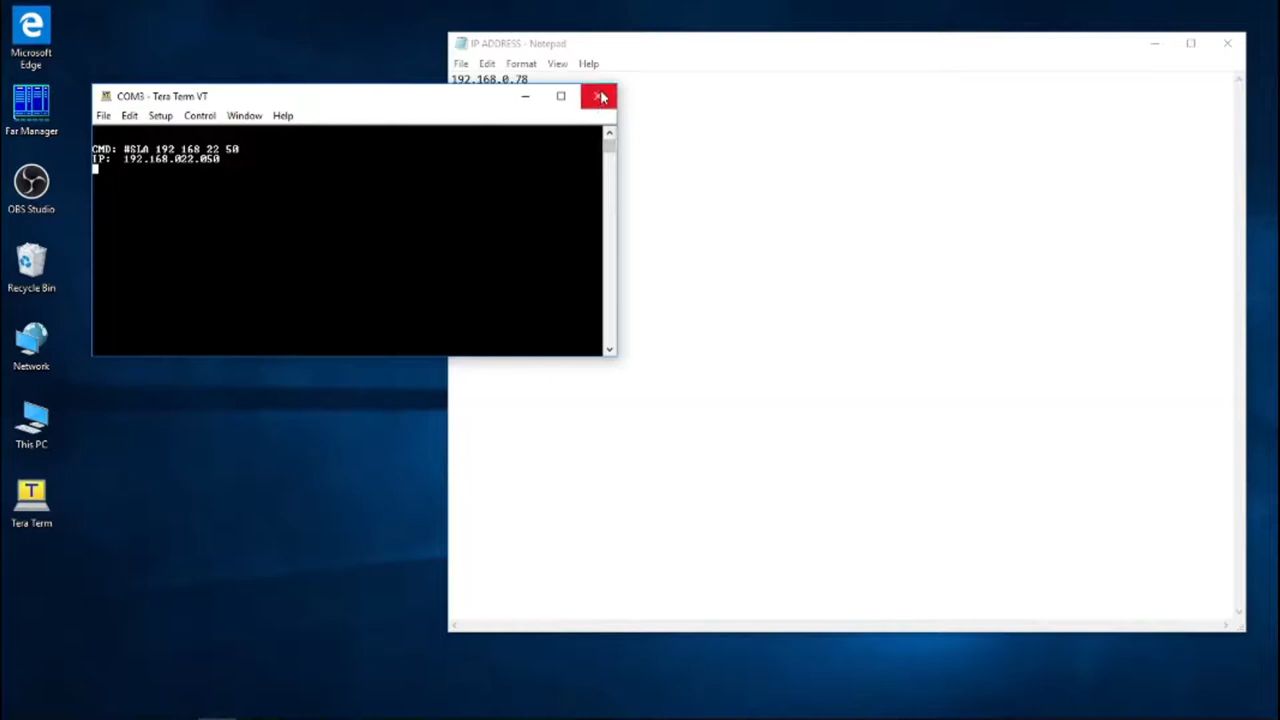 Microsoft
Edge
Far Manager
OBS Studio
Recycle Bin
Network
This PC
T
Tera Term
IP ADDRESS - Notepad
File Edit Format View Help
192.168.0.78
COM3 - Tera Term VT
File Edit Setup Control Window Help
CMD: #SIA 192 168 22 50
IP: 192.168.022.050